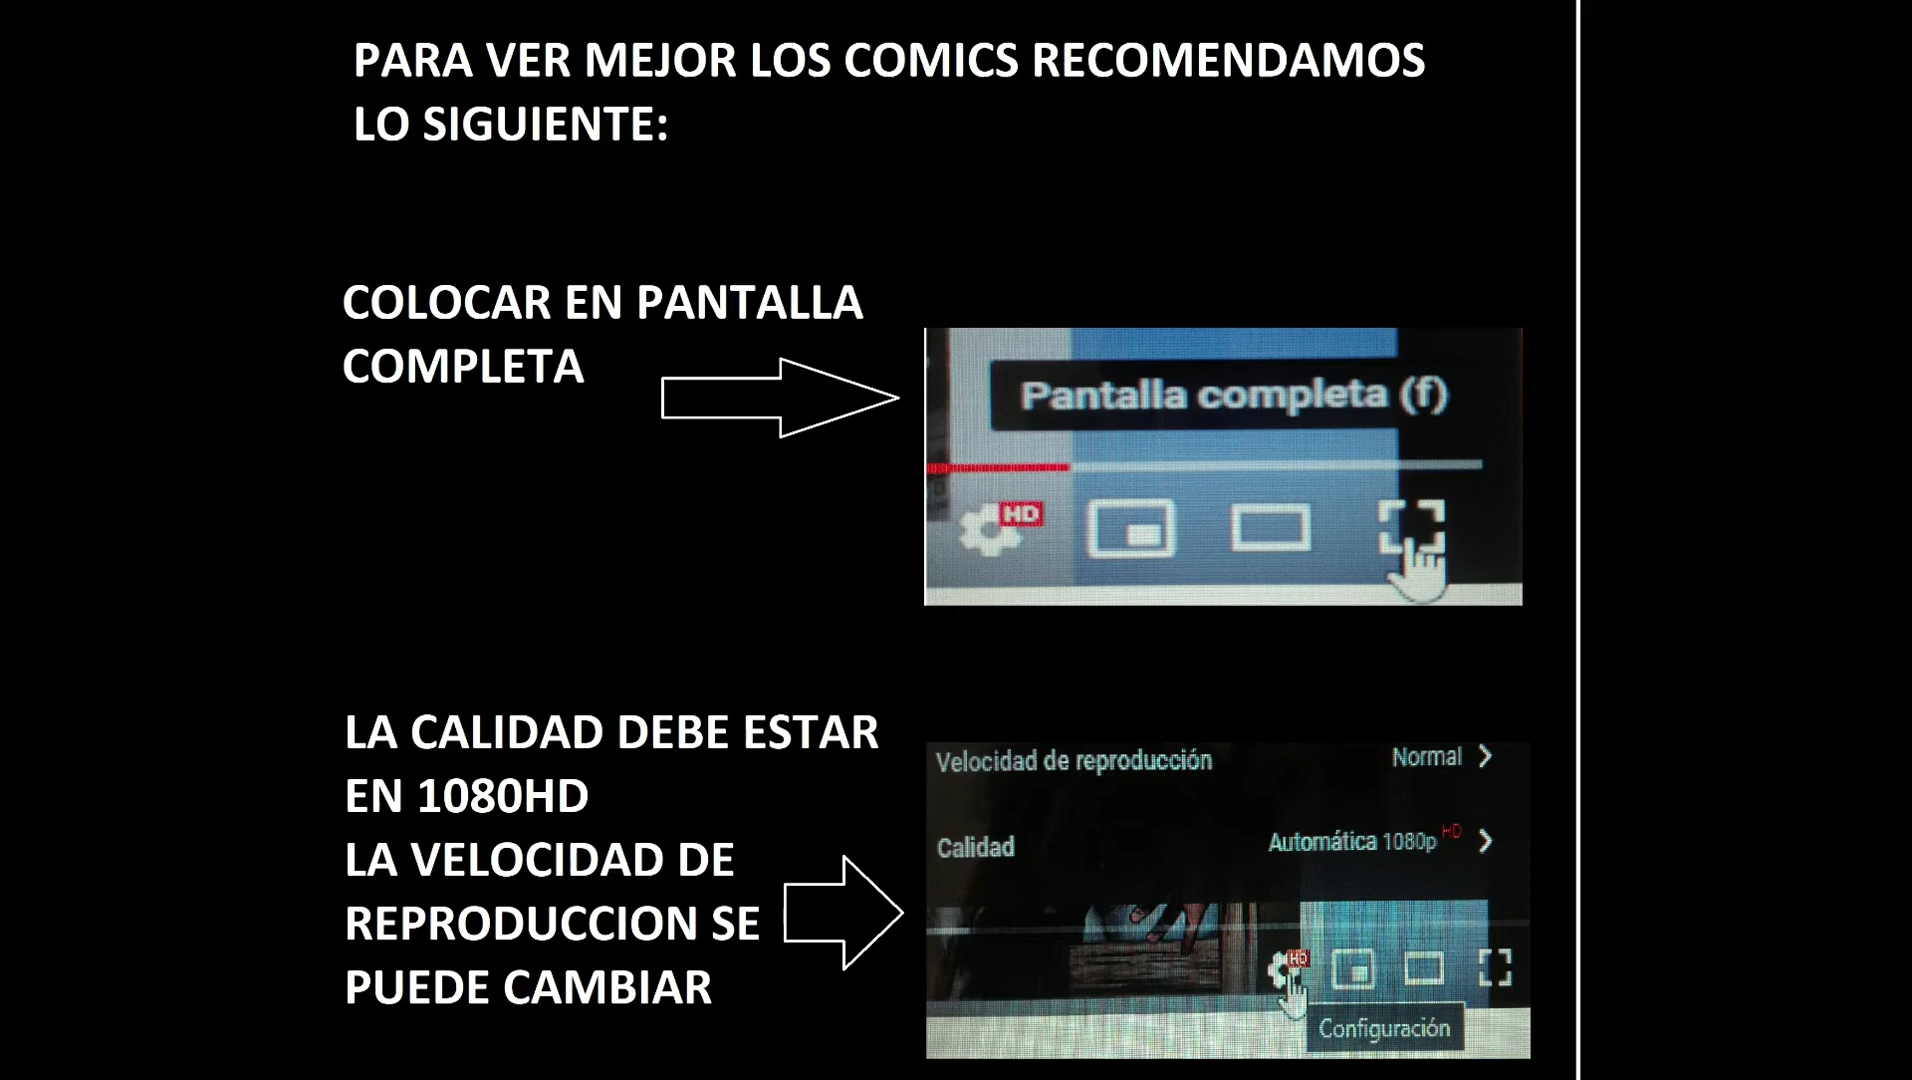 PARA VER MEJOR LOS COMICS RECOMENDAMOS
LO SIGUIENTE:
COLOCAR EN PANTALLA
COMPLETA
Pantalla completa (f)
HD
LA CALIDAD DEBE ESTAR
EN 1080HD
LA VELOCIDAD DE
REPRODUCCION SE
PUEDE CAMBIAR
Velocidad de reproducción Normal
Calidad Automática 1080p HD
HD
Configuración